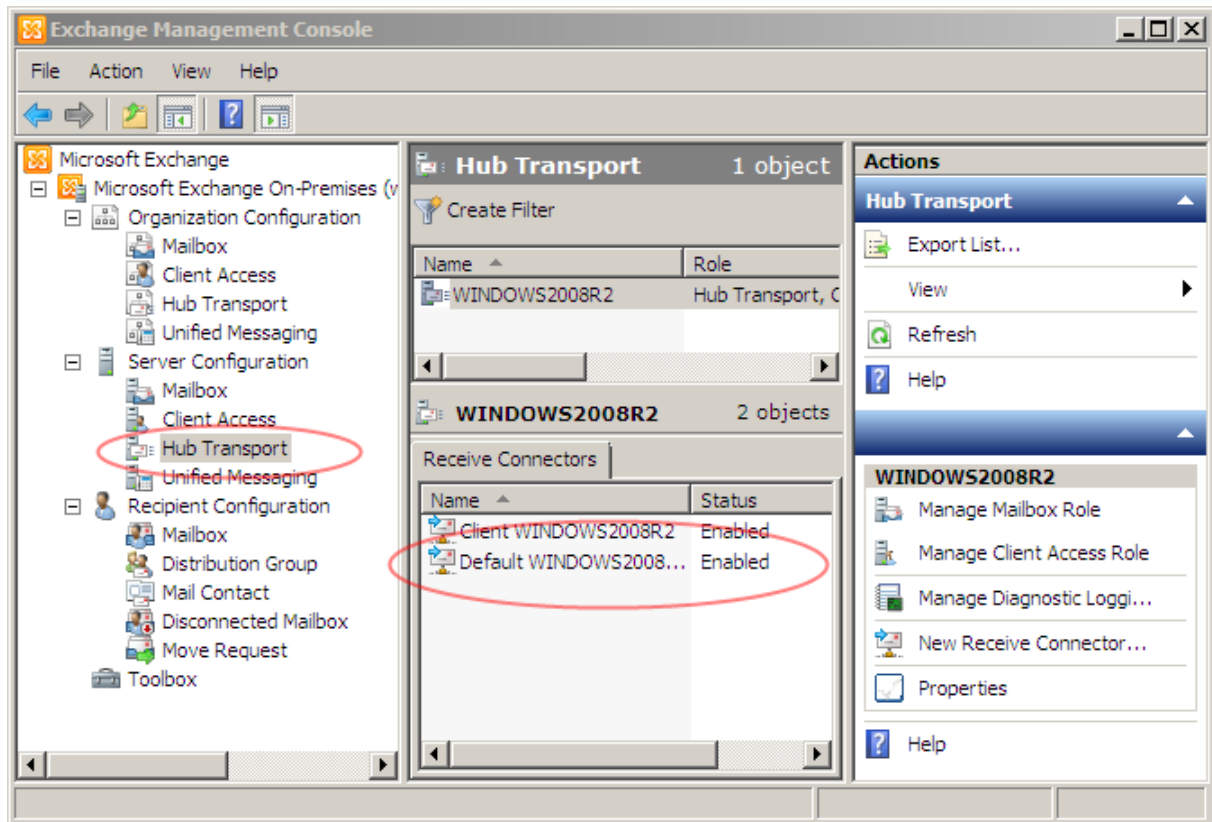 Exchange Management Console
File Action View Help
Microsoft Exchange
Microsoft Exchange On-Premises (w
Organization Configuration
Mailbox
Client Access
Hub Transport
Unified Messaging
Server Configuration
Mailbox
Client Access
Hub Transport
Unified Messaging
Recipient Configuration
Mailbox
Distribution Group
Mail Contact
Disconnected Mailbox
Move Request
Toolbox
Hub Transport 1 object
Create Filter
Name Role
WINDOWS2008R2 Hub Transport, C
WINDOWS2008R2 2 objects
Receive Connectors
Name Status
Client WINDOWS2008R2 Enabled
Default WINDOWS2008... Enabled
Actions
Hub Transport
Export List...
View
Refresh
Help
WINDOWS2008R2
Manage Mailbox Role
Manage Client Access Role
Manage Diagnostic Loggi...
New Receive Connector...
Properties
Help